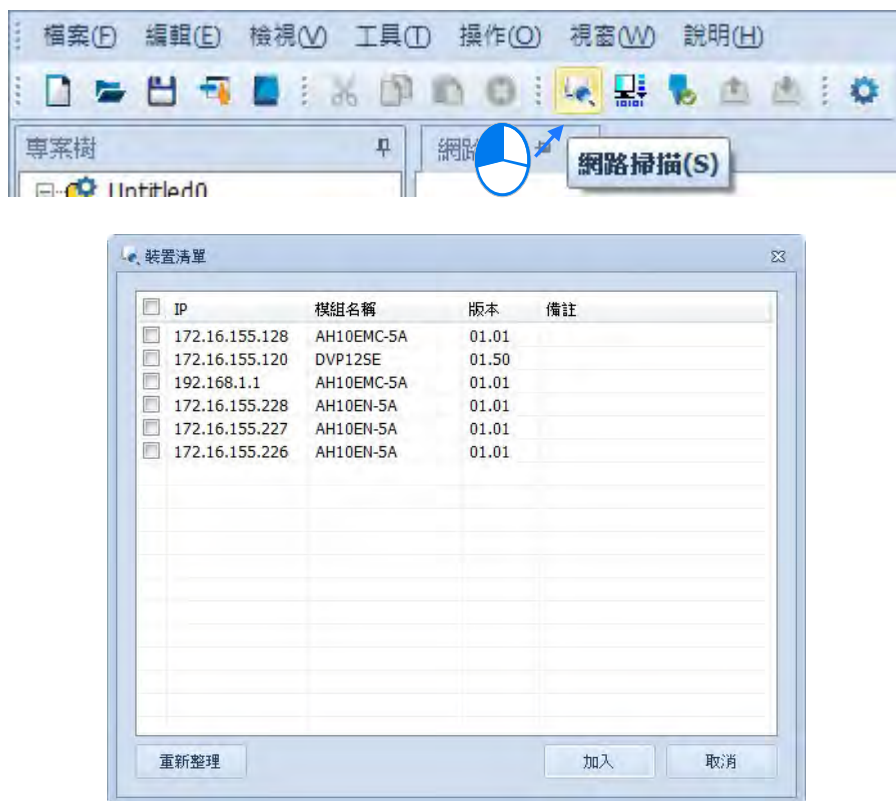 檔案(F) 編輯(E) 檢視(V) 工具(T) 操作(O) 視窗(W) 說明(H)
專案樹
網路
網路掃描(S)
Untitled0
裝置清單
IP 模組名稱 版本 備註
172.16.155.128 AH10EMC-5A 01.01
172.16.155.120 DVP12SE 01.50
192.168.1.1 AH10EMC-5A 01.01
172.16.155.228 AH10EN-5A 01.01
172.16.155.227 AH10EN-5A 01.01
172.16.155.226 AH10EN-5A 01.01
重新整理 加入 取消